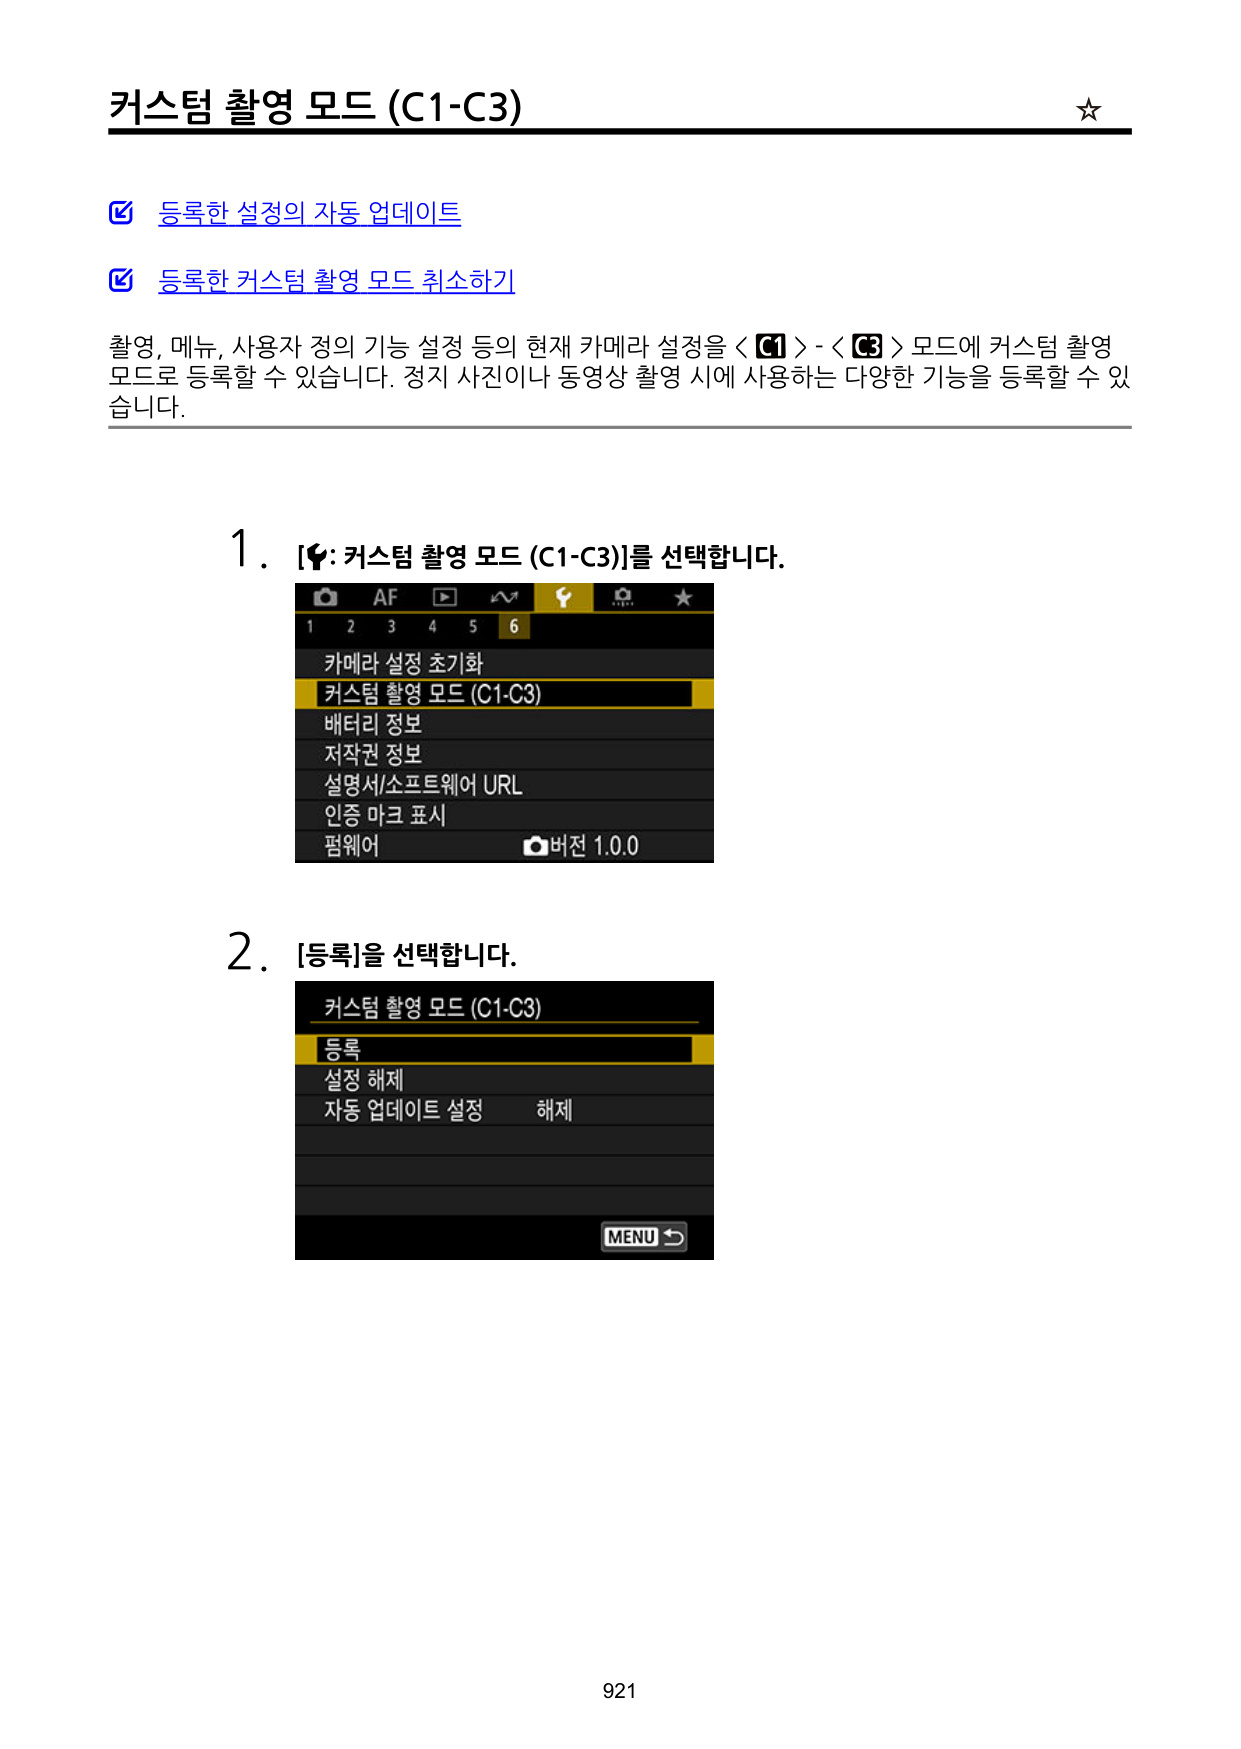 커스텀 촬영 모드 (C1-C3) ☆
등록한 설정의 자동 업데이트
등록한 커스텀 촬영 모드 취소하기
촬영, 메뉴, 사용자 정의 기능 설정 등의 현재 카메라 설정을 < C1 > - < C3 > 모드에 커스텀 촬영
모드로 등록할 수 있습니다. 정지 사진이나 동영상 촬영 시에 사용하는 다양한 기능을 등록할 수 있
습니다.
1. [: 커스텀 촬영 모드 (C1-C3)]를 선택합니다.
AF ★
1 2 3 4 5 6
카메라 설정 초기화
커스텀 촬영 모드 (C1-C3)
배터리 정보
저작권 정보
설명서/소프트웨어 URL
인증 마크 표시
펌웨어 버전 1.0.0
2. [등록]을 선택합니다.
커스텀 촬영 모드 (C1-C3)
등록
설정 해제
자동 업데이트 설정 해제
MENU
921